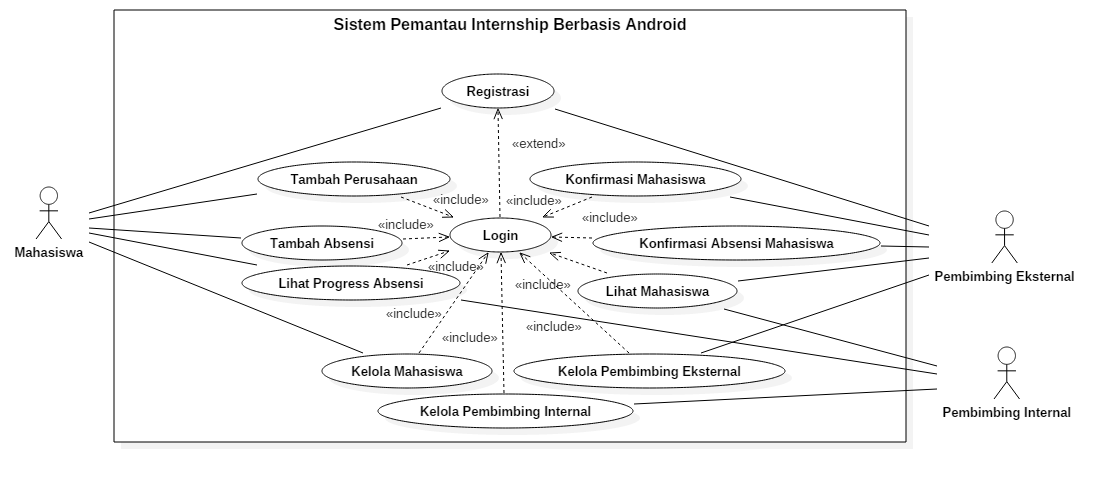 Sistem Pemantau Internship Berbasis Android
Registrasi
«extend»
Tambah Perusahaan
Konfirmasi Mahasiswa
«include»
«include»
«include»
«include»
Login
Tambah Absensi
Konfirmasi Absensi Mahasiswa
Mahasiswa
«include»
Pembimbing Eksternal
Lihat Progress Absensi
«include»
Lihat Mahasiswa
«include»
«include»
«include»
Kelola Mahasiswa
Kelola Pembimbing Eksternal
Kelola Pembimbing Internal
Pembimbing Internal